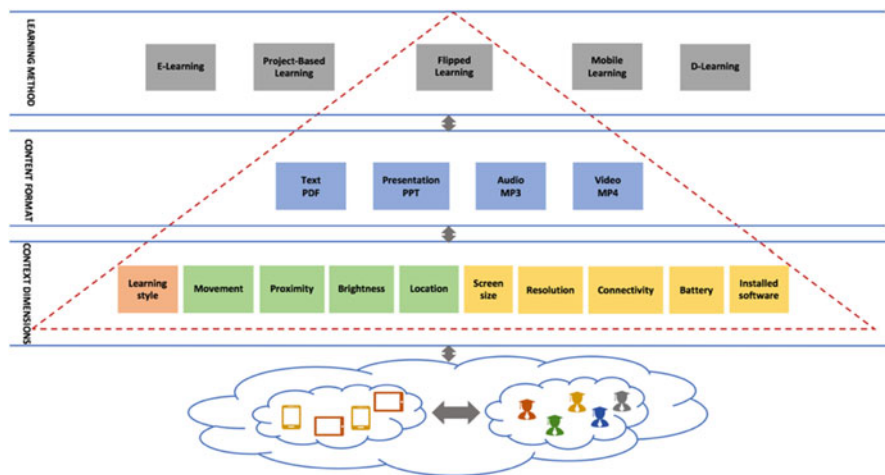 LEARNING METHOD
E-Learning
Project-Based
Learning
Flipped
Learning
Mobile
Learning
D-Learning
CONTENT FORMAT
Text
PDF
Presentation
PPT
Audio
MP3
Video
MP4
CONTEXT DIMENSIONS
Learning
style
Movement
Proximity
Brightness
Location
Screen
size
Resolution
Connectivity
Battery
Installed
software